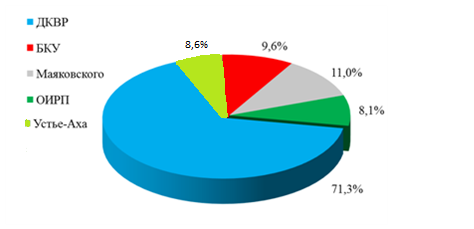 ДКВР
БКУ
Маяковского
ОИРП
Устье-Аха
8,6%
9,6%
11,0%
8,1%
71,3%